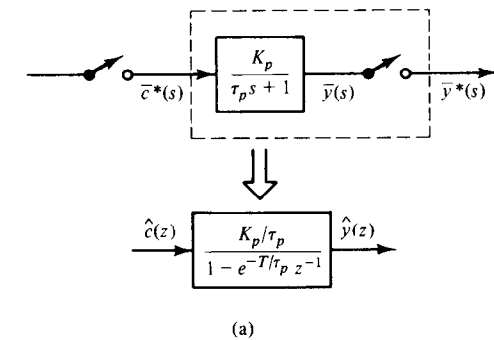 K_p
τ_p s + 1
c̄*(s)
ȳ(s)
ȳ*(s)
ĉ(z)
K_p/τ_p
ŷ(z)
1 − e^{−T/τ_p} z^{−1}
(a)